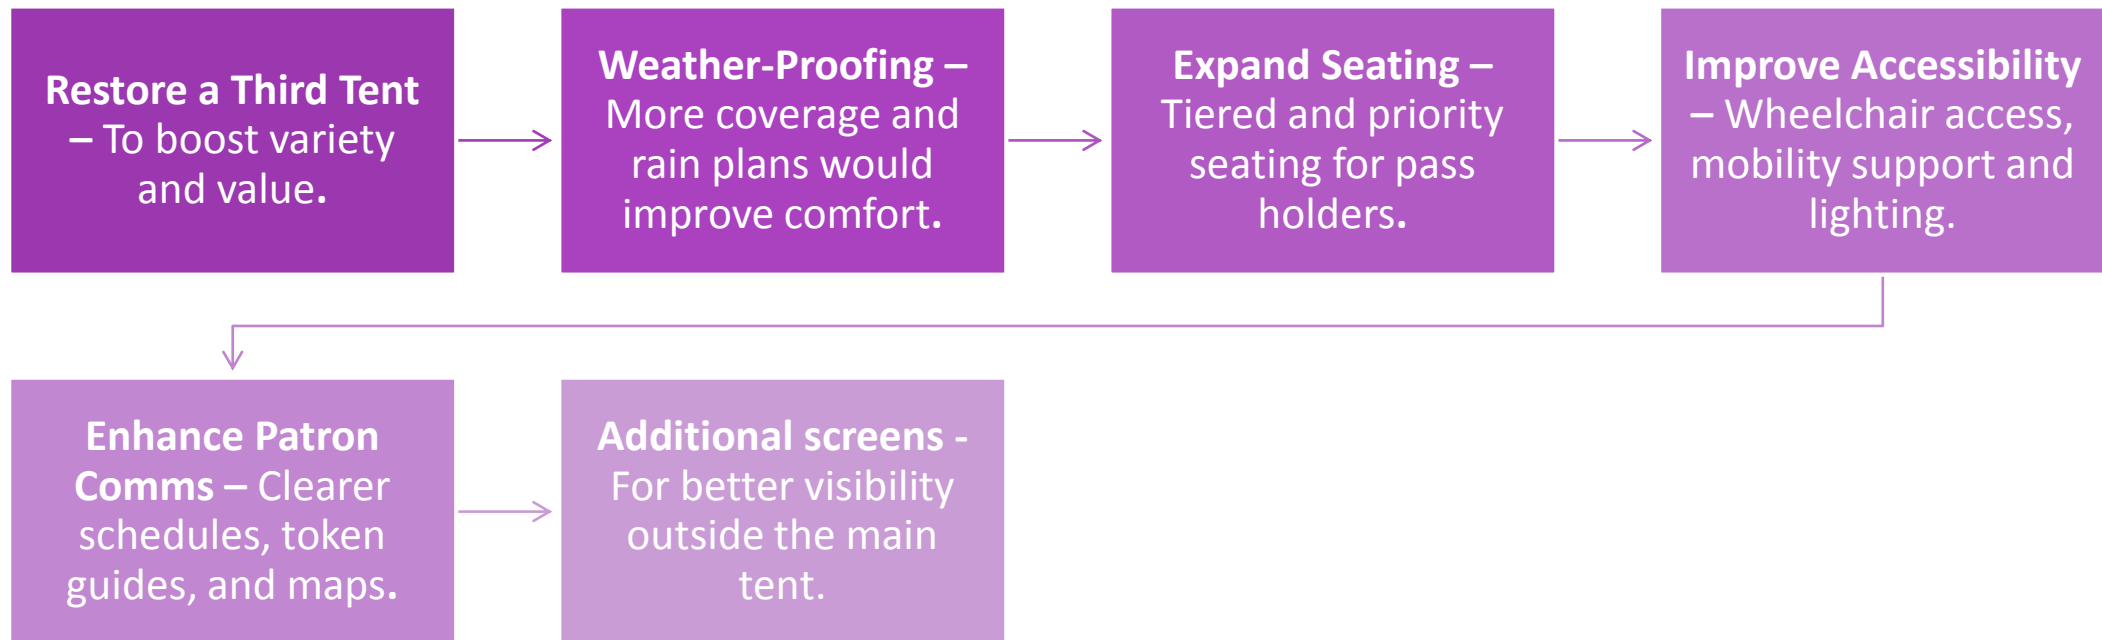 Restore a Third Tent
– To boost variety
and value.
Weather-Proofing –
More coverage and
rain plans would
improve comfort.
Expand Seating –
Tiered and priority
seating for pass
holders.
Improve Accessibility
– Wheelchair access,
mobility support and
lighting.
Enhance Patron
Comms – Clearer
schedules, token
guides, and maps.
Additional screens -
For better visibility
outside the main
tent.